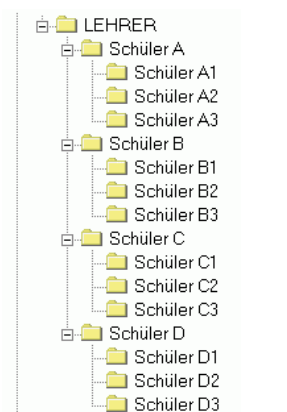 LEHRER
Schüler A
Schüler A1
Schüler A2
Schüler A3
Schüler B
Schüler B1
Schüler B2
Schüler B3
Schüler C
Schüler C1
Schüler C2
Schüler C3
Schüler D
Schüler D1
Schüler D2
Schüler D3